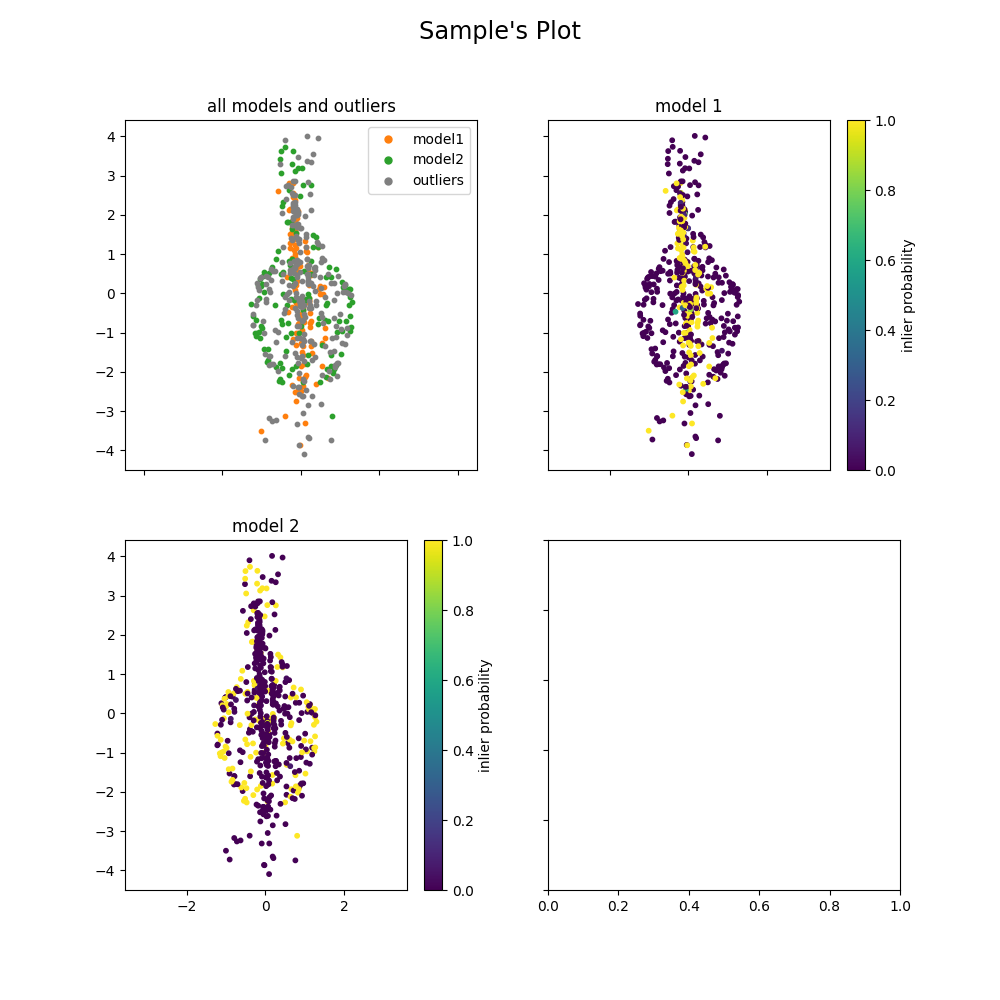 Sample's Plot
all models and outliers
4
3
2
1
0
−1
−2
−3
−4
model1
model2
outliers
model 1
1.0
0.8
0.6
0.4
0.2
0.0
inlier probability
model 2
4
3
2
1
0
−1
−2
−3
−4
−2 0 2
1.0
0.8
0.6
0.4
0.2
0.0
inlier probability
0.0 0.2 0.4 0.6 0.8 1.0